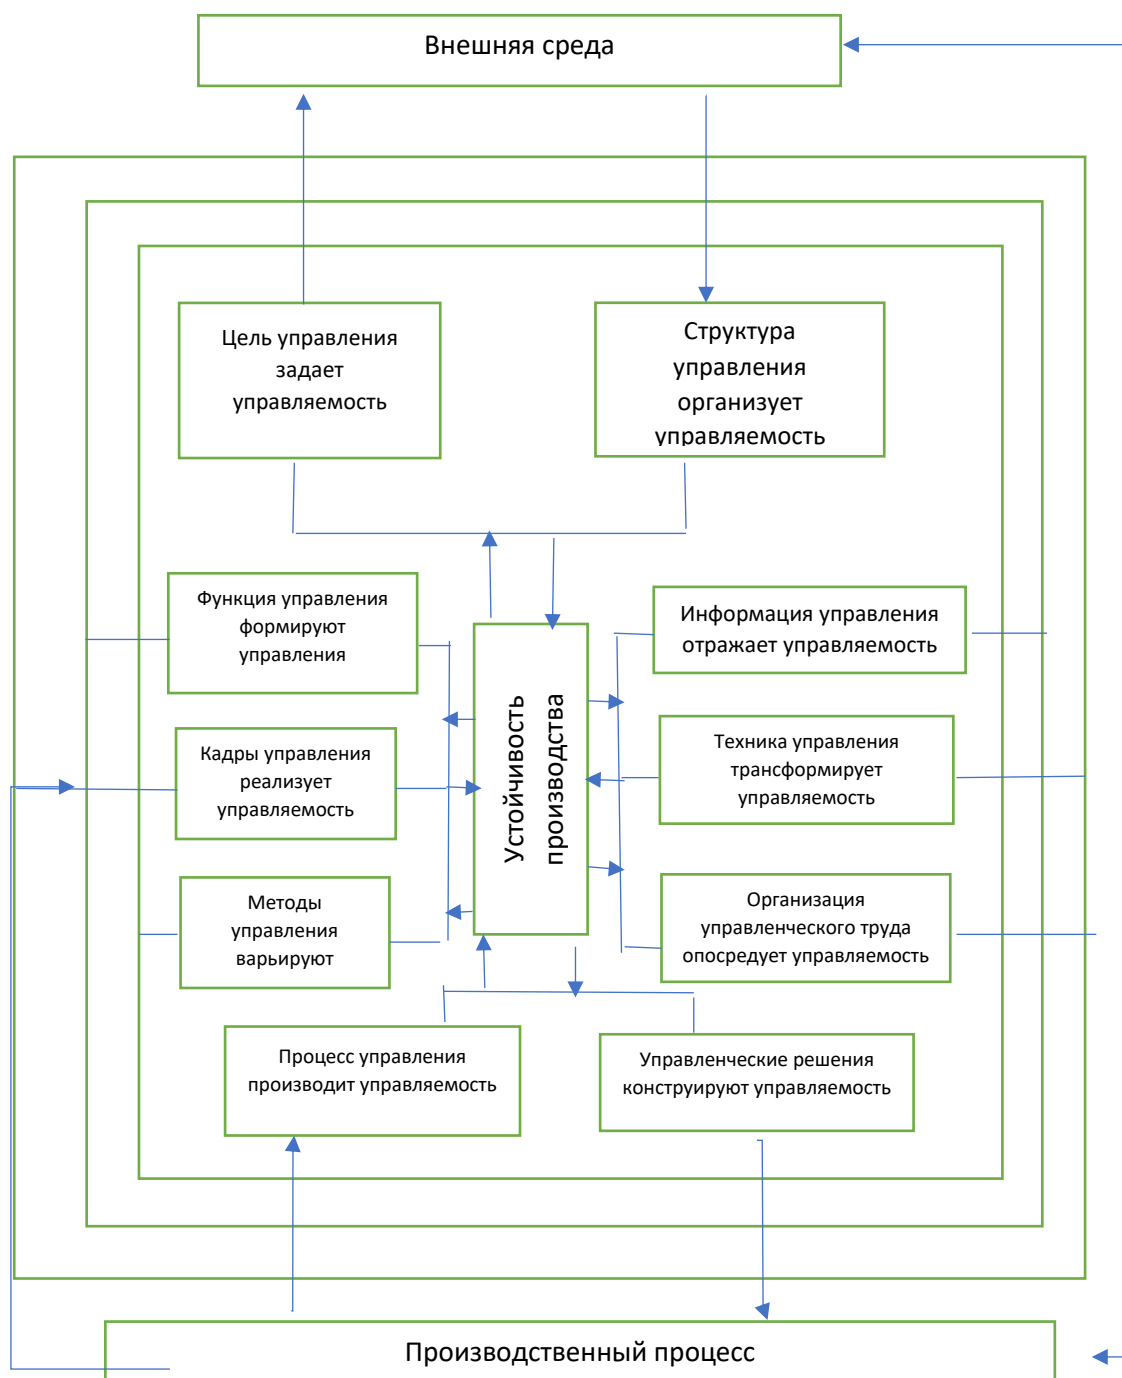 Внешняя среда
Цель управления
задает
управляемость
Структура
управления
организует
управляемость
Функция управления
формируют
управления
Информация управления
отражает управляемость
Устойчивость
производства
Кадры управления
реализует
управляемость
Техника управления
трансформирует
управляемость
Методы
управления
варьируют
Организация
управленческого труда
опосредует управляемость
Процесс управления
производит управляемость
Управленческие решения
конструируют управляемость
Производственный процесс